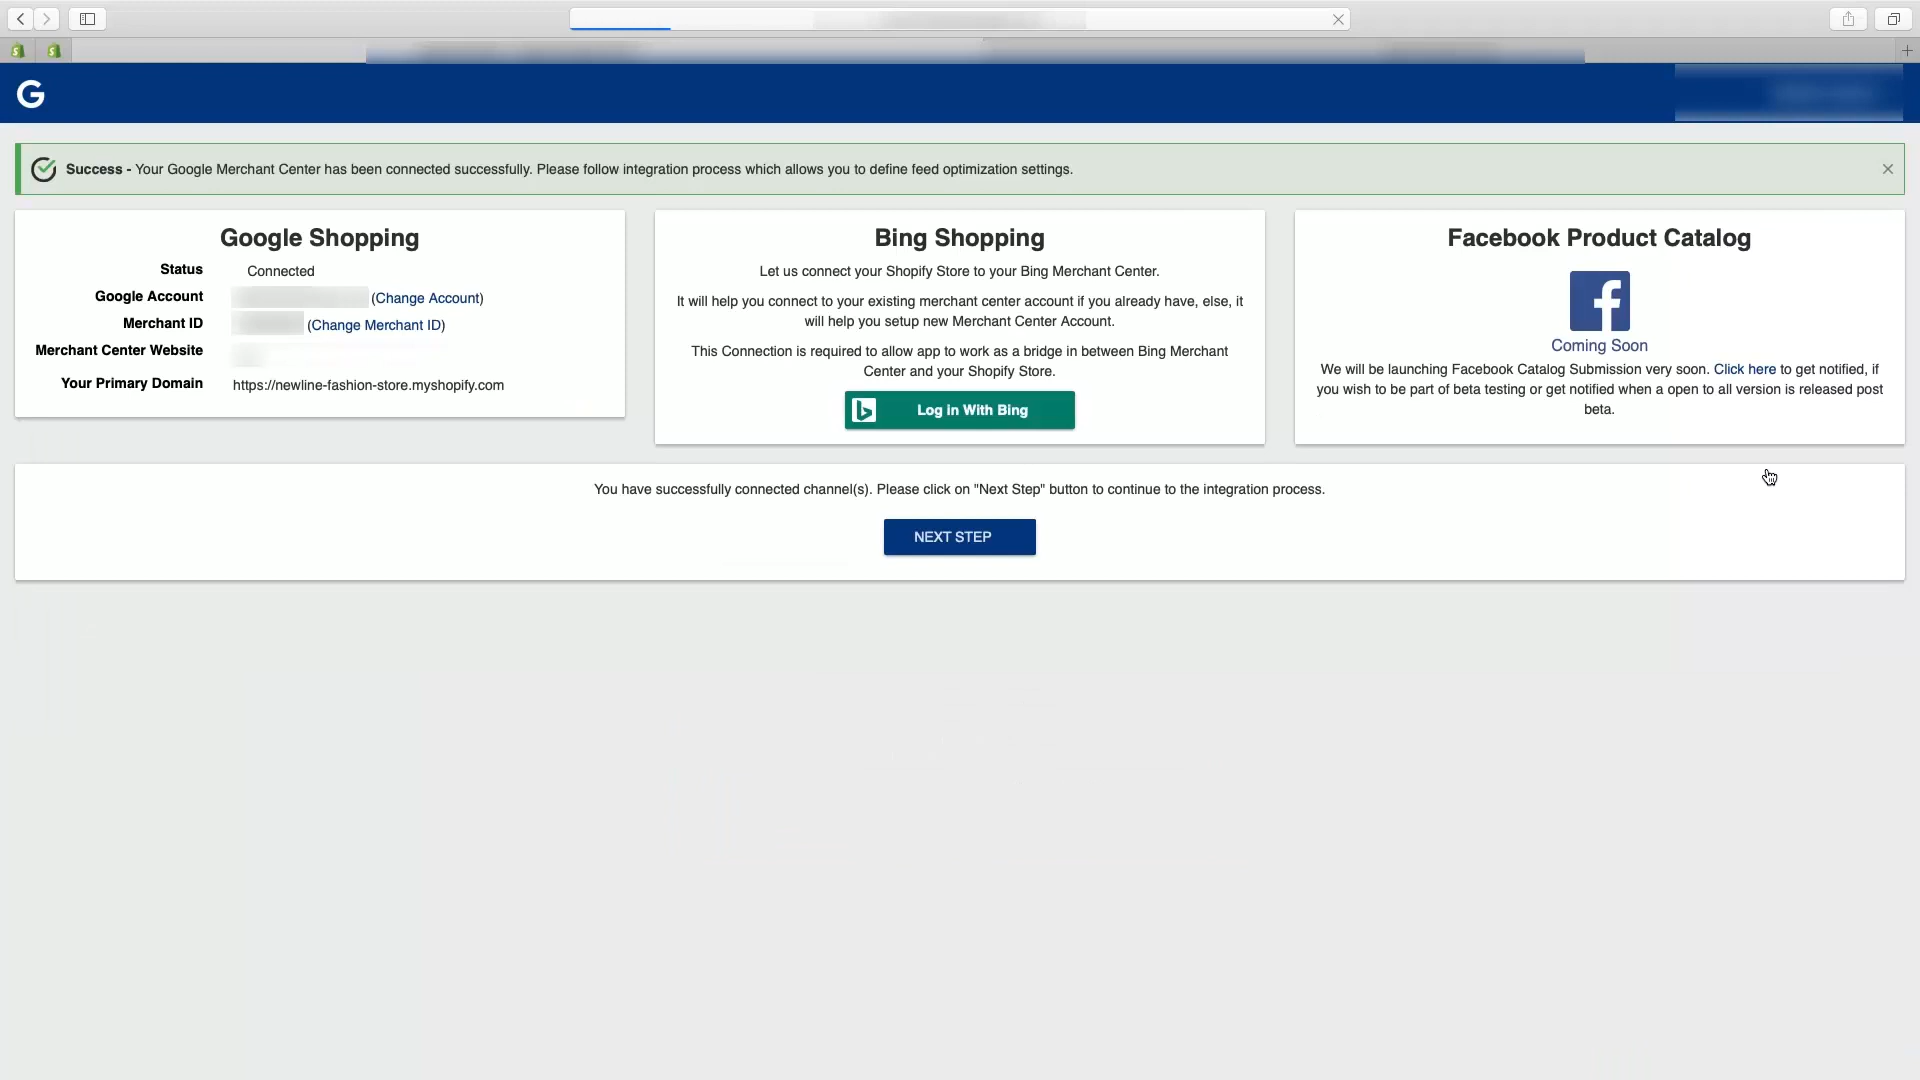 Success - Your Google Merchant Center has been connected successfully. Please follow integration process which allows you to define feed optimization settings.
Google Shopping
Status Connected
Google Account (Change Account)
Merchant ID (Change Merchant ID)
Merchant Center Website
Your Primary Domain https://newline-fashion-store.myshopify.com
Bing Shopping
Let us connect your Shopify Store to your Bing Merchant Center.
It will help you connect to your existing merchant center account if you already have, else, it
will help you setup new Merchant Center Account.
This Connection is required to allow app to work as a bridge in between Bing Merchant
Center and your Shopify Store.
Log in With Bing
Facebook Product Catalog
Coming Soon
We will be launching Facebook Catalog Submission very soon. Click here to get notified, if
you wish to be part of beta testing or get notified when a open to all version is released post
beta.
You have successfully connected channel(s). Please click on "Next Step" button to continue to the integration process.
NEXT STEP